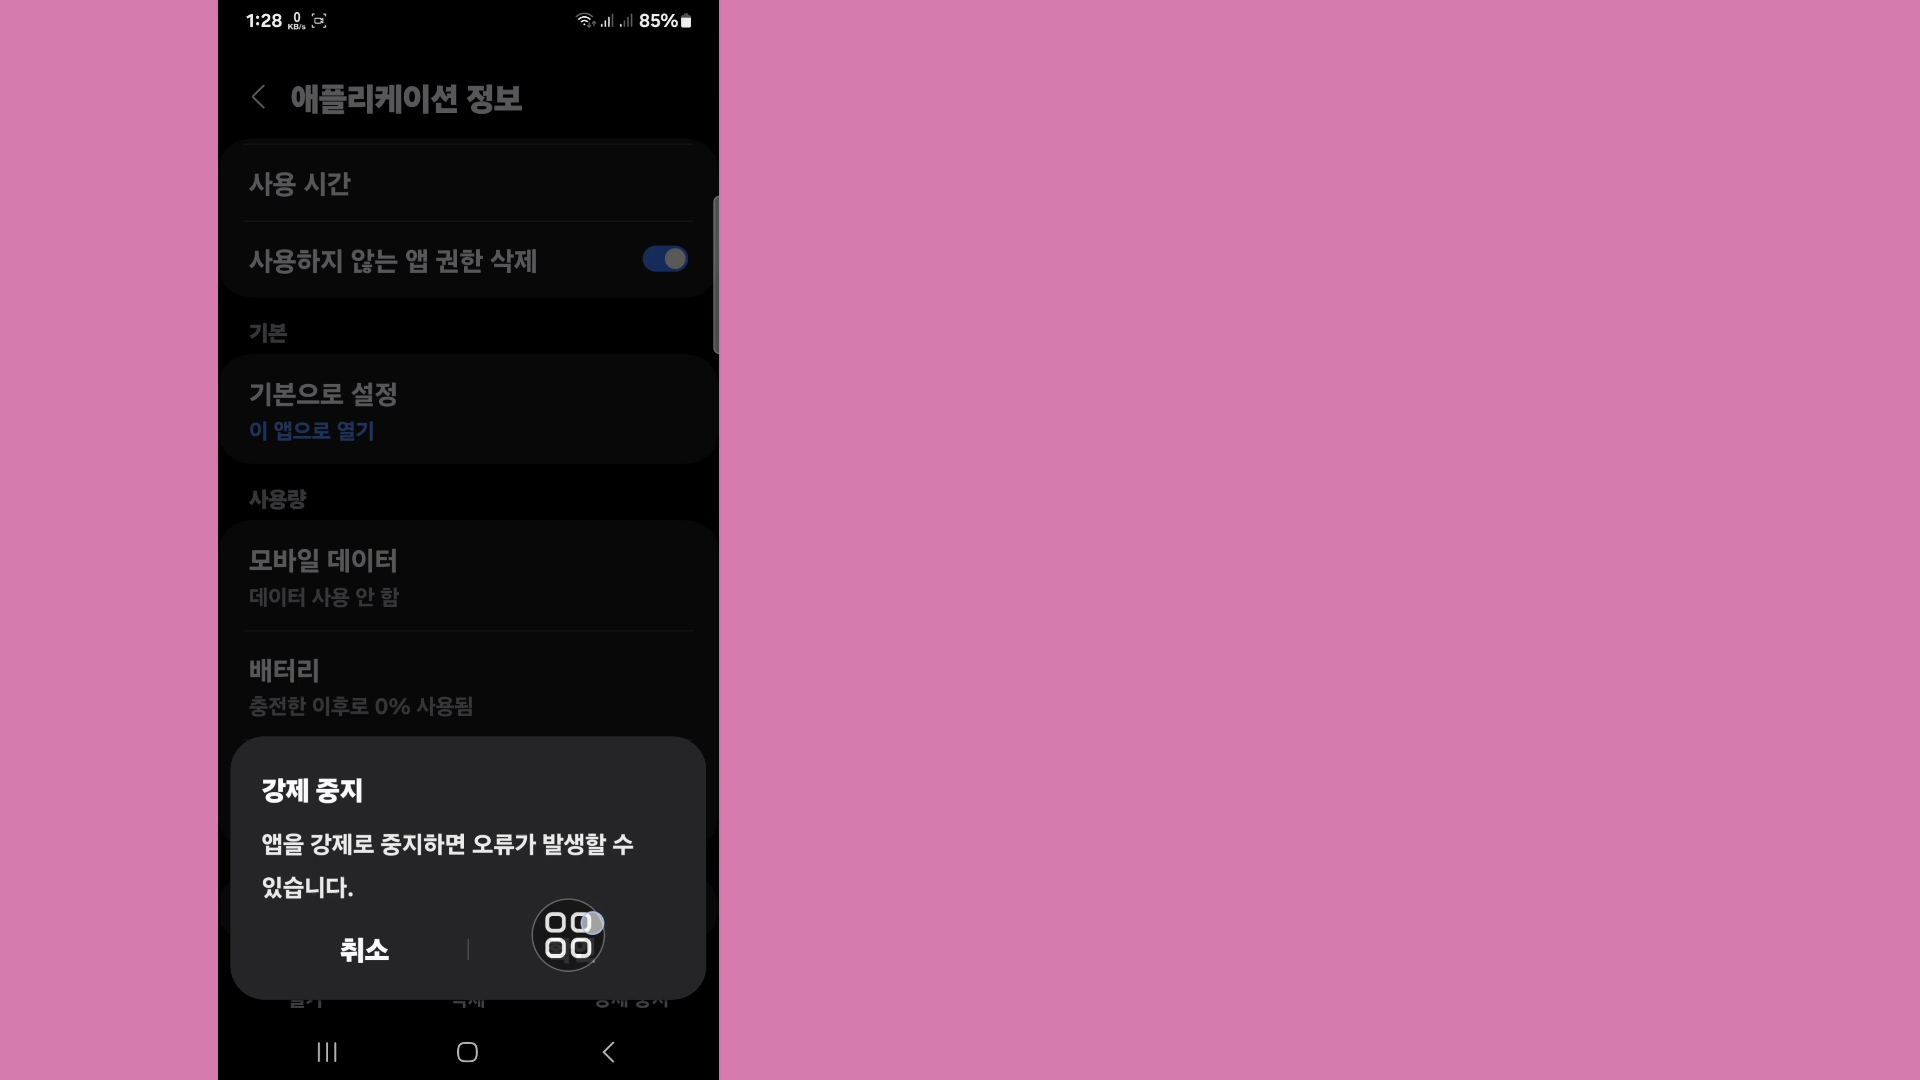 1:28 0 KB/s 85%
애플리케이션 정보
사용 시간
사용하지 않는 앱 권한 삭제
기본
기본으로 설정
이 앱으로 열기
사용량
모바일 데이터
데이터 사용 안 함
배터리
충전한 이후로 0% 사용됨
강제 중지
앱을 강제로 중지하면 오류가 발생할 수
있습니다.
취소